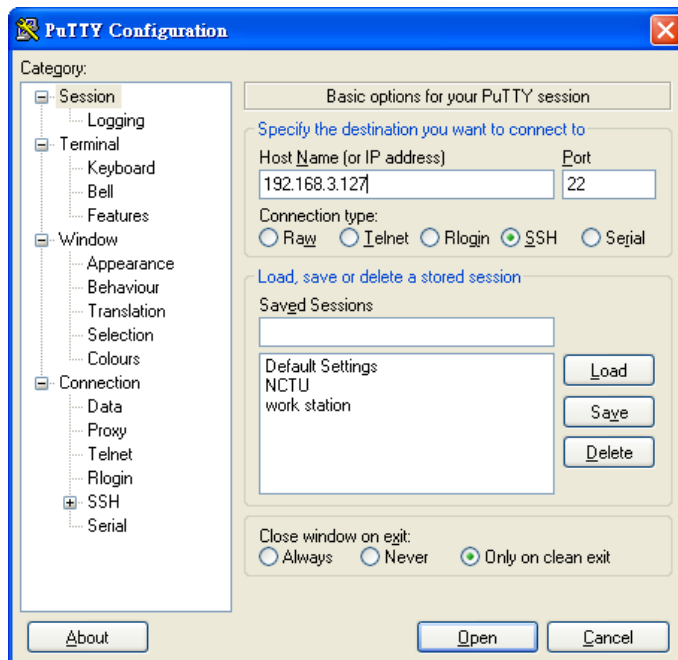 PuTTY Configuration
Category:
Session
Logging
Terminal
Keyboard
Bell
Features
Window
Appearance
Behaviour
Translation
Selection
Colours
Connection
Data
Proxy
Telnet
Rlogin
SSH
Serial
Basic options for your PuTTY session
Specify the destination you want to connect to
Host Name (or IP address) Port
192.168.3.127 22
Connection type:
Raw Telnet Rlogin SSH Serial
Load, save or delete a stored session
Saved Sessions
Default Settings
NCTU
work station
Load
Save
Delete
Close window on exit:
Always Never Only on clean exit
About Open Cancel